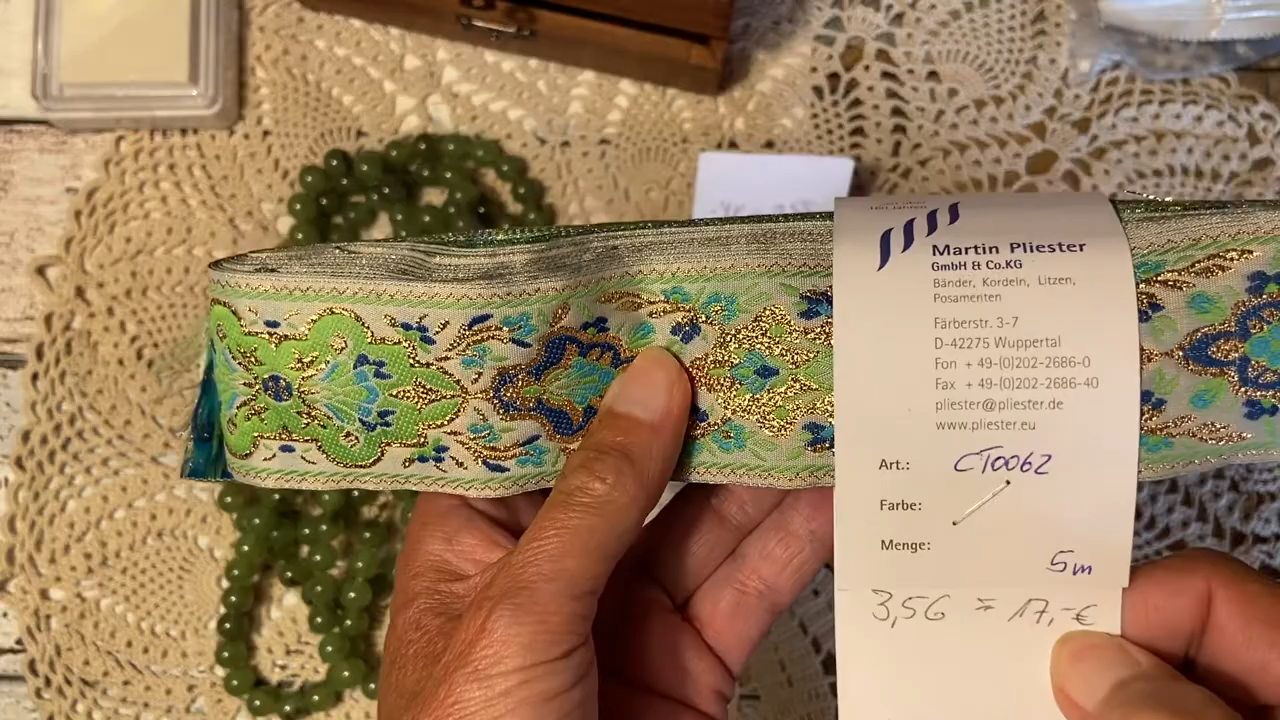 Martin Pliester
GmbH & Co.KG
Bänder, Kordeln, Litzen,
Posamenten
Färberstr. 3-7
D-42275 Wuppertal
Fon + 49-(0)202-2686-0
Fax + 49-(0)202-2686-40
pliester@pliester.de
www.pliester.eu
Art.: CT0062
Farbe:
Menge:
5m
3,56 = 17,-€